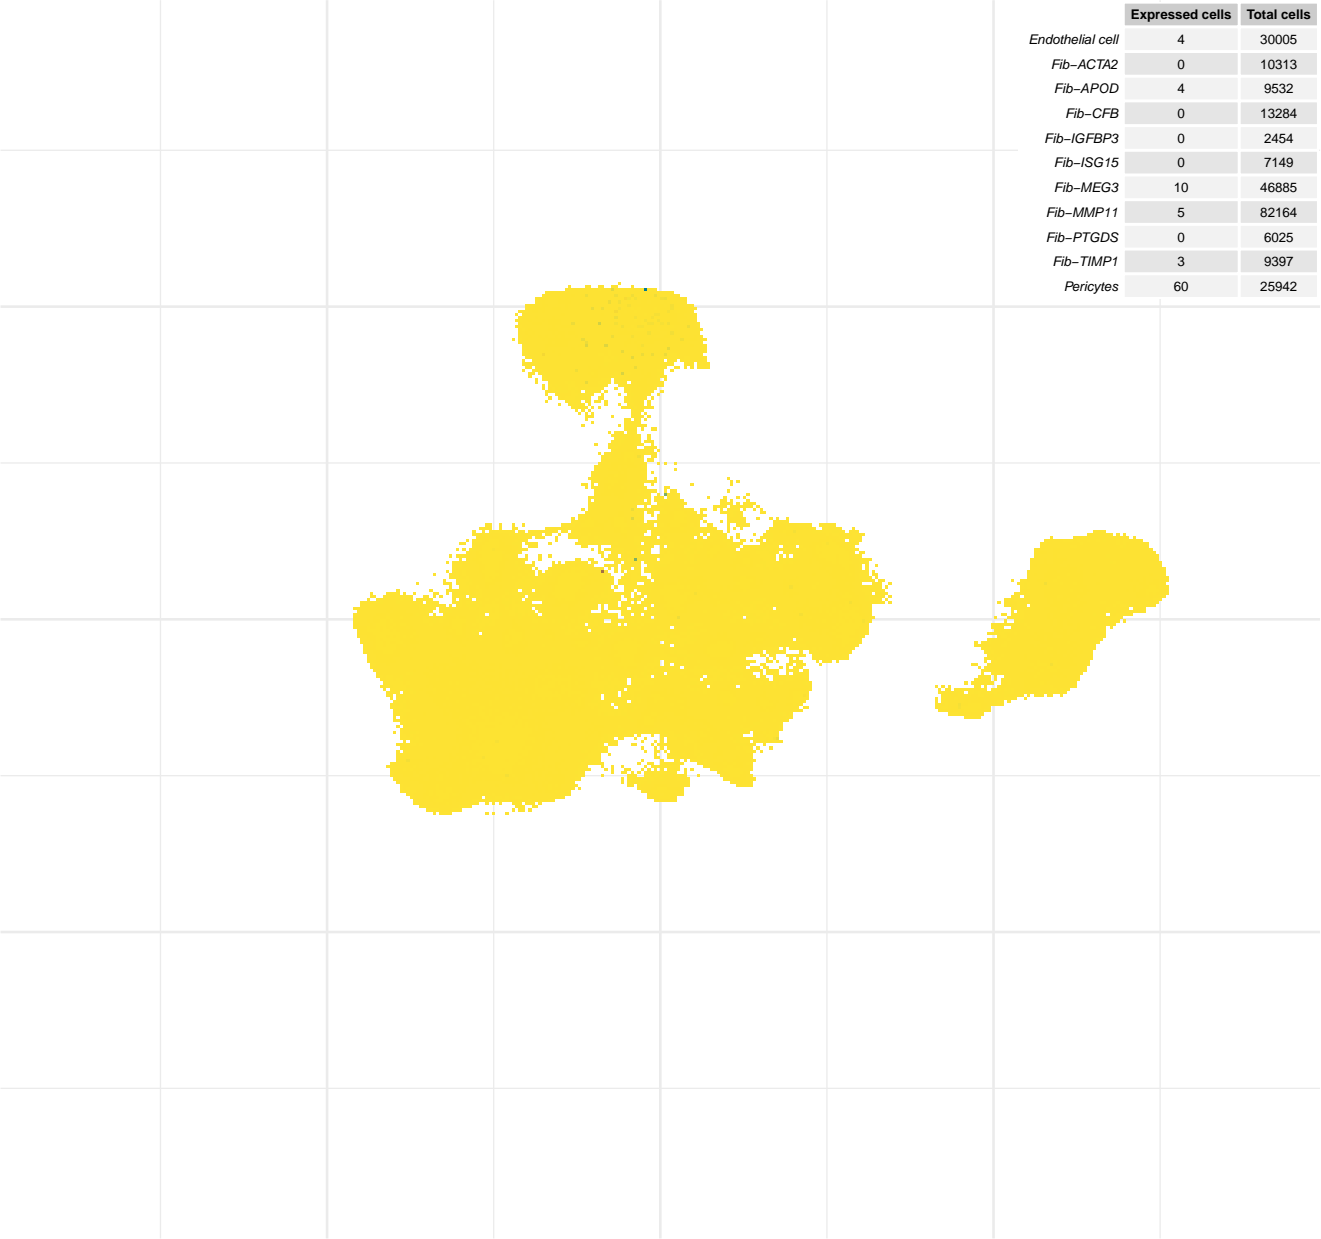 Expressed cells Total cells
Endothelial cell 4 30005
Fib−ACTA2 0 10313
Fib−APOD 4 9532
Fib−CFB 0 13284
Fib−IGFBP3 0 2454
Fib−ISG15 0 7149
Fib−MEG3 10 46885
Fib−MMP11 5 82164
Fib−PTGDS 0 6025
Fib−TIMP1 3 9397
Pericytes 60 25942